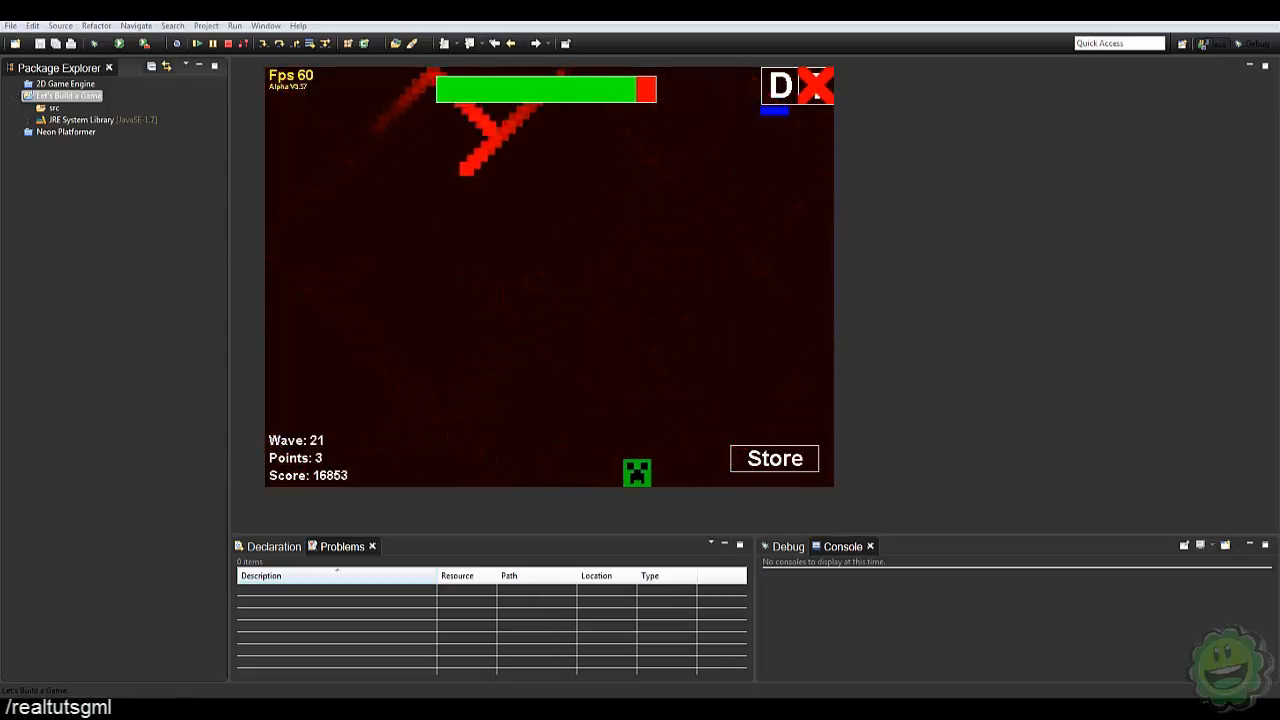 File Edit Source Refactor Navigate Search Project Run Window Help
Quick Access
Debug
Package Explorer
2D Game Engine
Let's Build a Game
src
JRE System Library [JavaSE-1.7]
Neon Platformer
Fps 60
Alpha V3.57
D
Wave: 21
Points: 3
Score: 16853
Store
Declaration Problems
0 items
Description Resource Path Location Type
Debug Console
No consoles to display at this time.
Let's Build a Game
/realtutsgml